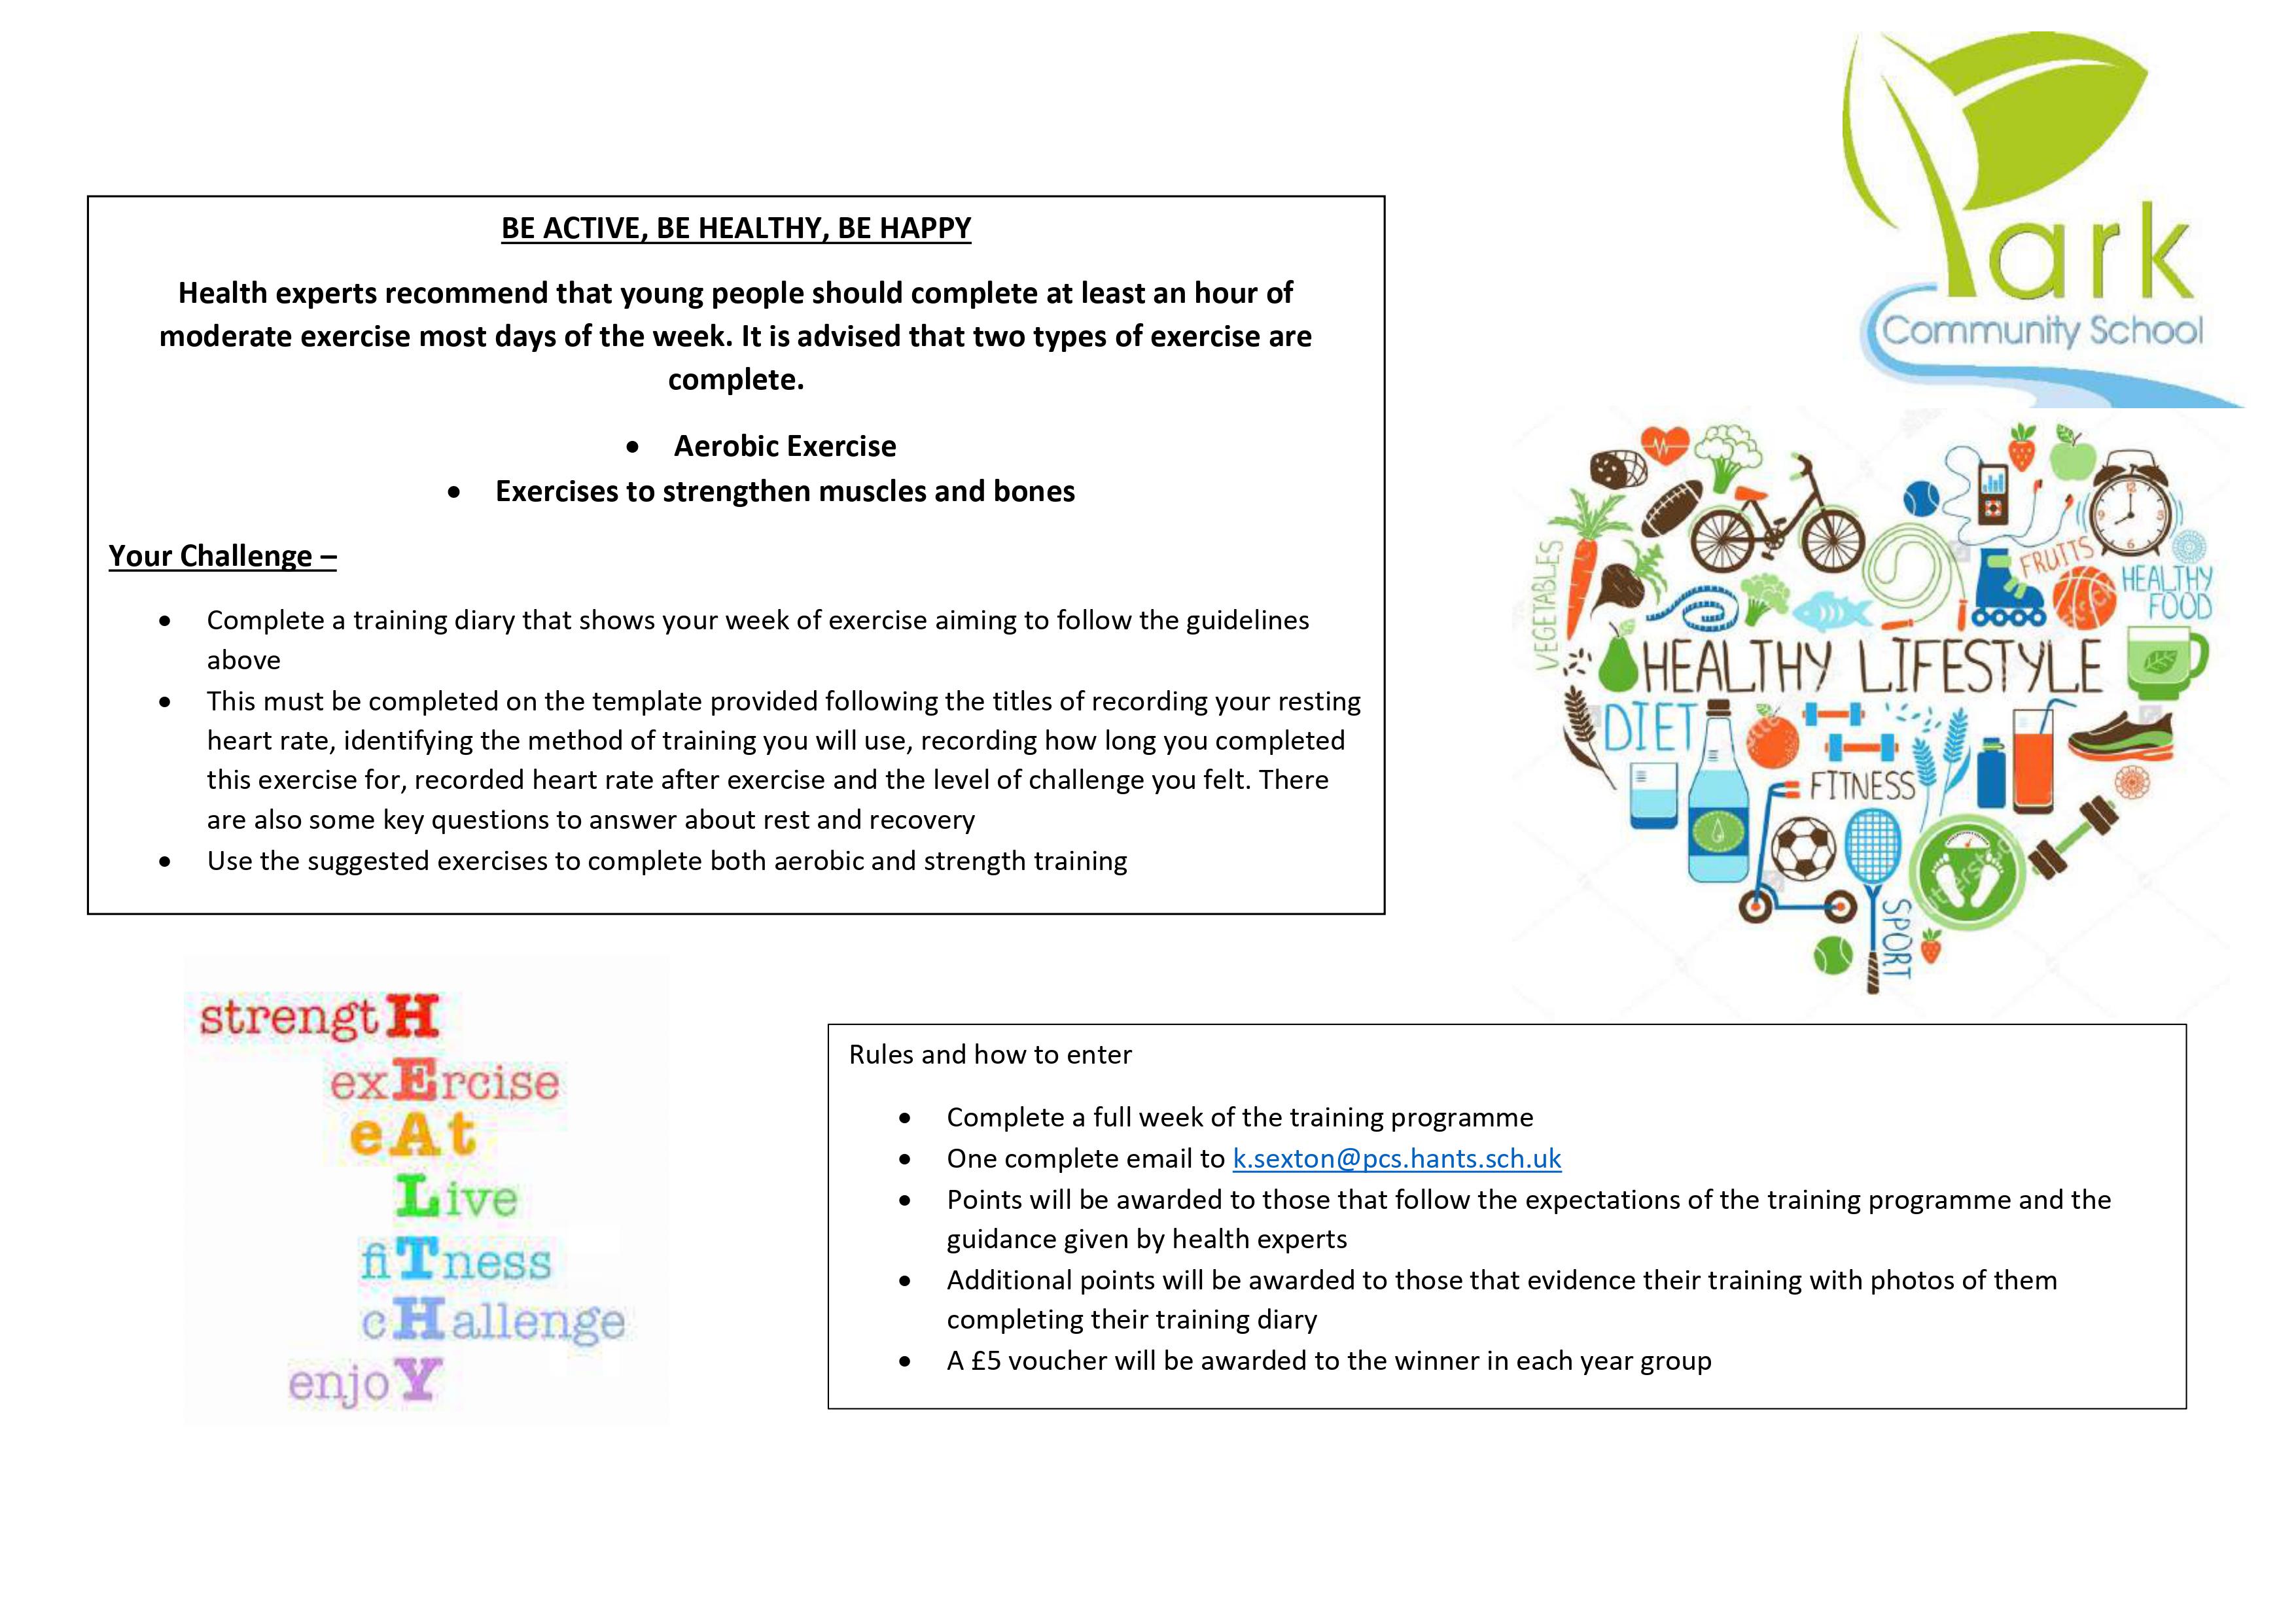 Park
Community School
BE ACTIVE, BE HEALTHY, BE HAPPY
Health experts recommend that young people should complete at least an hour of
moderate exercise most days of the week. It is advised that two types of exercise are
complete.
• Aerobic Exercise
• Exercises to strengthen muscles and bones
Your Challenge –
• Complete a training diary that shows your week of exercise aiming to follow the guidelines
above
• This must be completed on the template provided following the titles of recording your resting
heart rate, identifying the method of training you will use, recording how long you completed
this exercise for, recorded heart rate after exercise and the level of challenge you felt. There
are also some key questions to answer about rest and recovery
• Use the suggested exercises to complete both aerobic and strength training
VEGETABLES
FRUITS
HEALTHY
FOOD
HEALTHY LIFESTYLE
DIET
FITNESS
SPORT
strengtH
exErcise
eAt
Live
fiTness
cHallenge
enjoY
Rules and how to enter
• Complete a full week of the training programme
• One complete email to k.sexton@pcs.hants.sch.uk
• Points will be awarded to those that follow the expectations of the training programme and the
guidance given by health experts
• Additional points will be awarded to those that evidence their training with photos of them
completing their training diary
• A £5 voucher will be awarded to the winner in each year group